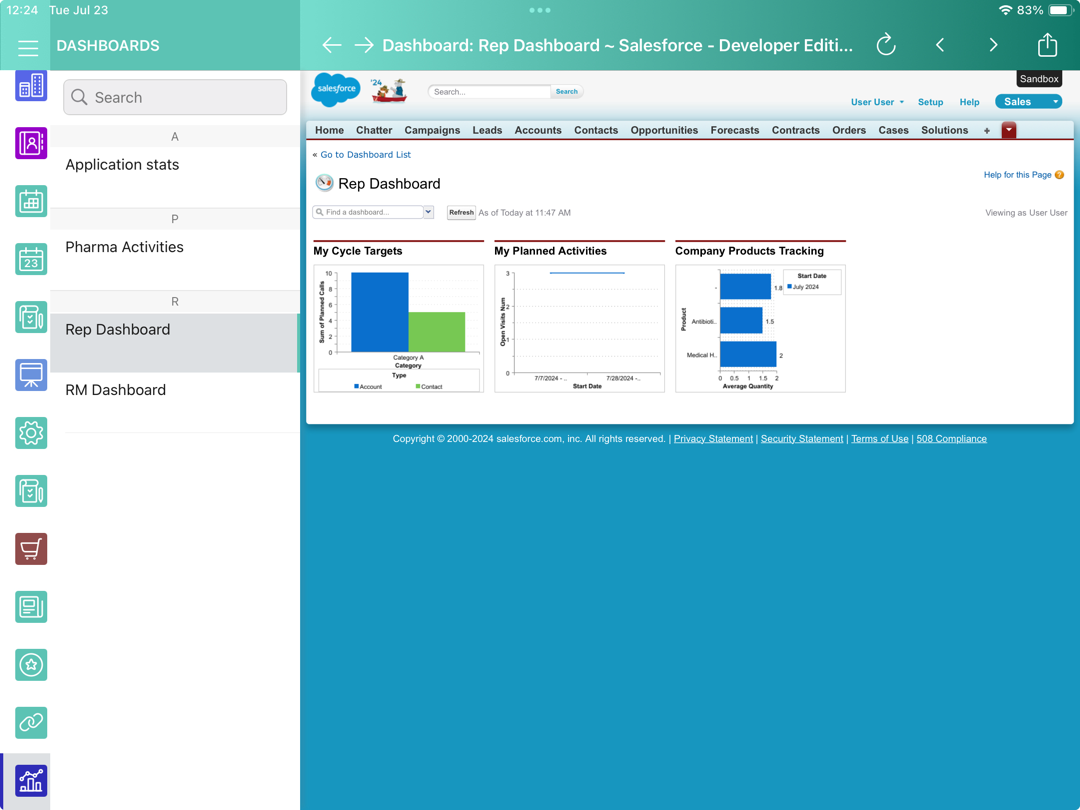 12:24 Tue Jul 23
83%
DASHBOARDS
Dashboard: Rep Dashboard ~ Salesforce - Developer Editi...
Search
A
Application stats
P
Pharma Activities
R
Rep Dashboard
RM Dashboard
23
salesforce
'24
Search...
Search
Sandbox
User User
Setup
Help
Sales
Home Chatter Campaigns Leads Accounts Contacts Opportunities Forecasts Contracts Orders Cases Solutions +
« Go to Dashboard List
Rep Dashboard
Help for this Page ?
Find a dashboard...
Refresh
As of Today at 11:47 AM
Viewing as User User
My Cycle Targets
Sum of Planned Calls
10
8
6
4
2
0
Category A
Category
Type
Account Contact
My Planned Activities
Open Visits Num
3
2
1
0
7/7/2024 -.. 7/28/2024 -..
Start Date
Company Products Tracking
Start Date
July 2024
Product
- 1.8
Antibioti.. 1.5
Medical H.. 2
0 0.5 1 1.5 2
Average Quantity
Copyright © 2000-2024 salesforce.com, inc. All rights reserved. | Privacy Statement | Security Statement | Terms of Use | 508 Compliance